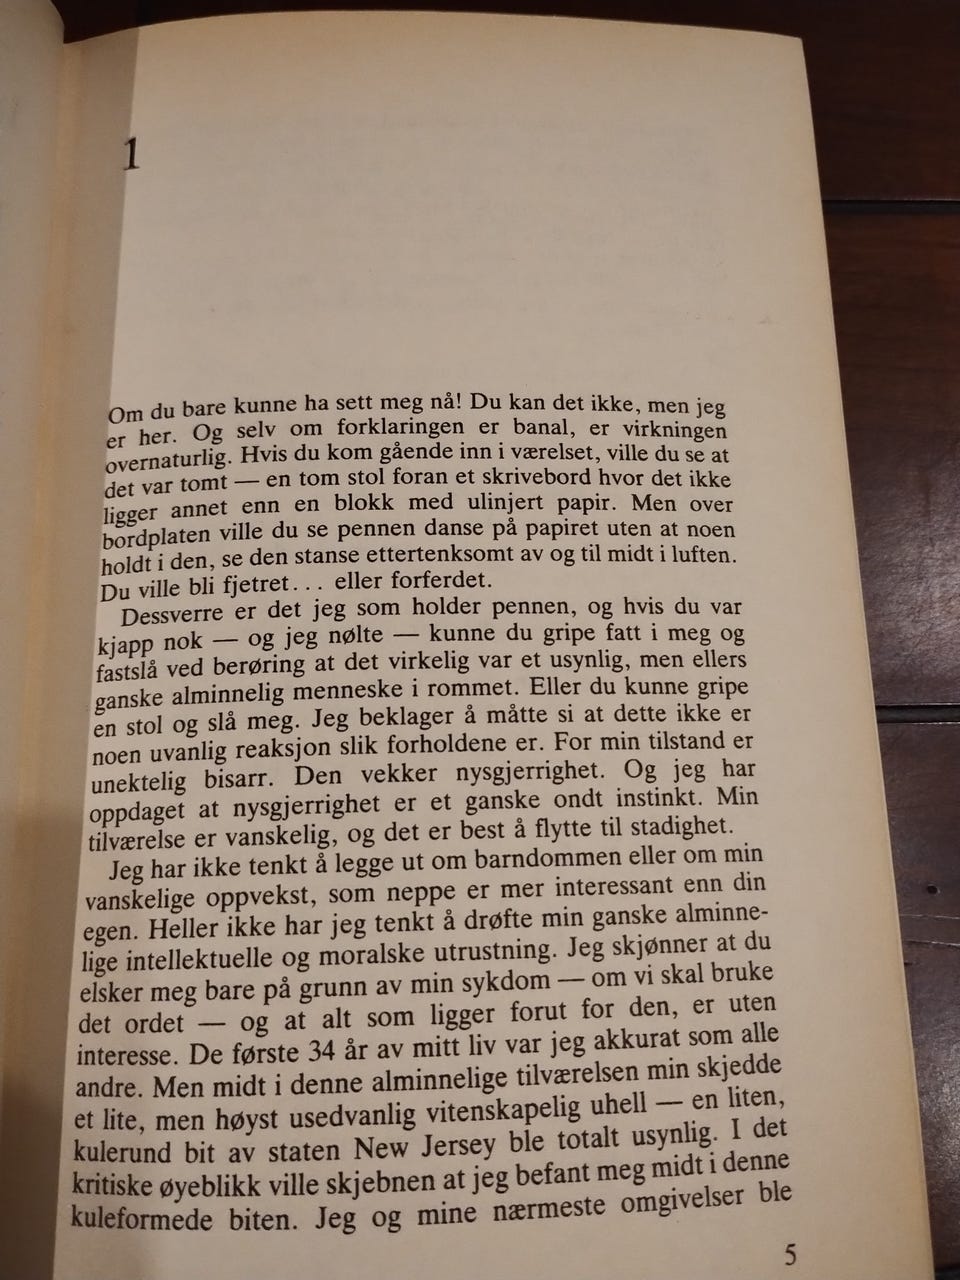 1
Om du bare kunne ha sett meg nå! Du kan det ikke, men jeg
er her. Og selv om forklaringen er banal, er virkningen
overnaturlig. Hvis du kom gående inn i værelset, ville du se at
det var tomt — en tom stol foran et skrivebord hvor det ikke
ligger annet enn en blokk med ulinjert papir. Men over
bordplaten ville du se pennen danse på papiret uten at noen
holdt i den, se den stanse ettertenksomt av og til midt i luften.
Du ville bli fjetret... eller forferdet.
Dessverre er det jeg som holder pennen, og hvis du var
kjapp nok — og jeg nølte — kunne du gripe fatt i meg og
fastslå ved berøring at det virkelig var et usynlig, men ellers
ganske alminnelig menneske i rommet. Eller du kunne gripe
en stol og slå meg. Jeg beklager å måtte si at dette ikke er
noen uvanlig reaksjon slik forholdene er. For min tilstand er
unektelig bisarr. Den vekker nysgjerrighet. Og jeg har
oppdaget at nysgjerrighet er et ganske ondt instinkt. Min
tilværelse er vanskelig, og det er best å flytte til stadighet.
Jeg har ikke tenkt å legge ut om barndommen eller om min
vanskelige oppvekst, som neppe er mer interessant enn din
egen. Heller ikke har jeg tenkt å drøfte min ganske alminne-
lige intellektuelle og moralske utrustning. Jeg skjønner at du
elsker meg bare på grunn av min sykdom — om vi skal bruke
det ordet — og at alt som ligger forut for den, er uten
interesse. De første 34 år av mitt liv var jeg akkurat som alle
andre. Men midt i denne alminnelige tilværelsen min skjedde
et lite, men høyst usedvanlig vitenskapelig uhell — en liten,
kulerund bit av staten New Jersey ble totalt usynlig. I det
kritiske øyeblikk ville skjebnen at jeg befant meg midt i denne
kuleformede biten. Jeg og mine nærmeste omgivelser ble
5